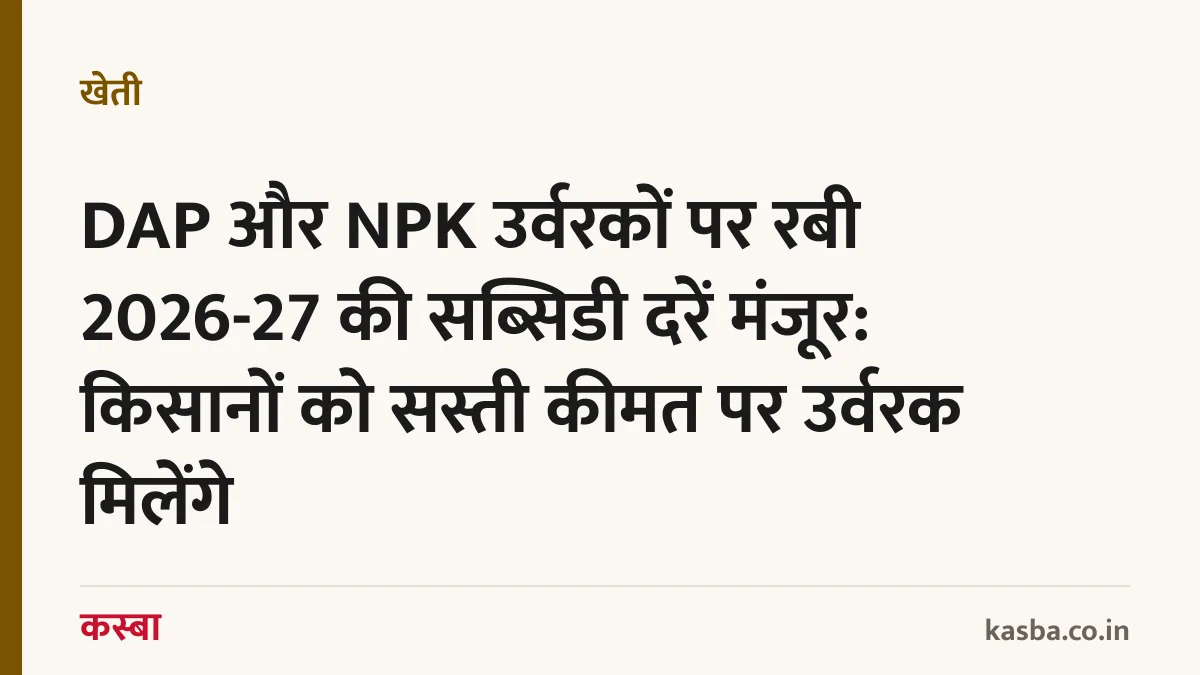 खेती
DAP और NPK उर्वरकों पर रबी
2026-27 की सब्सिडी दरें मंजूर:
किसानों को सस्ती कीमत पर उर्वरक
मिलेंगे
कस्बा
kasba.co.in